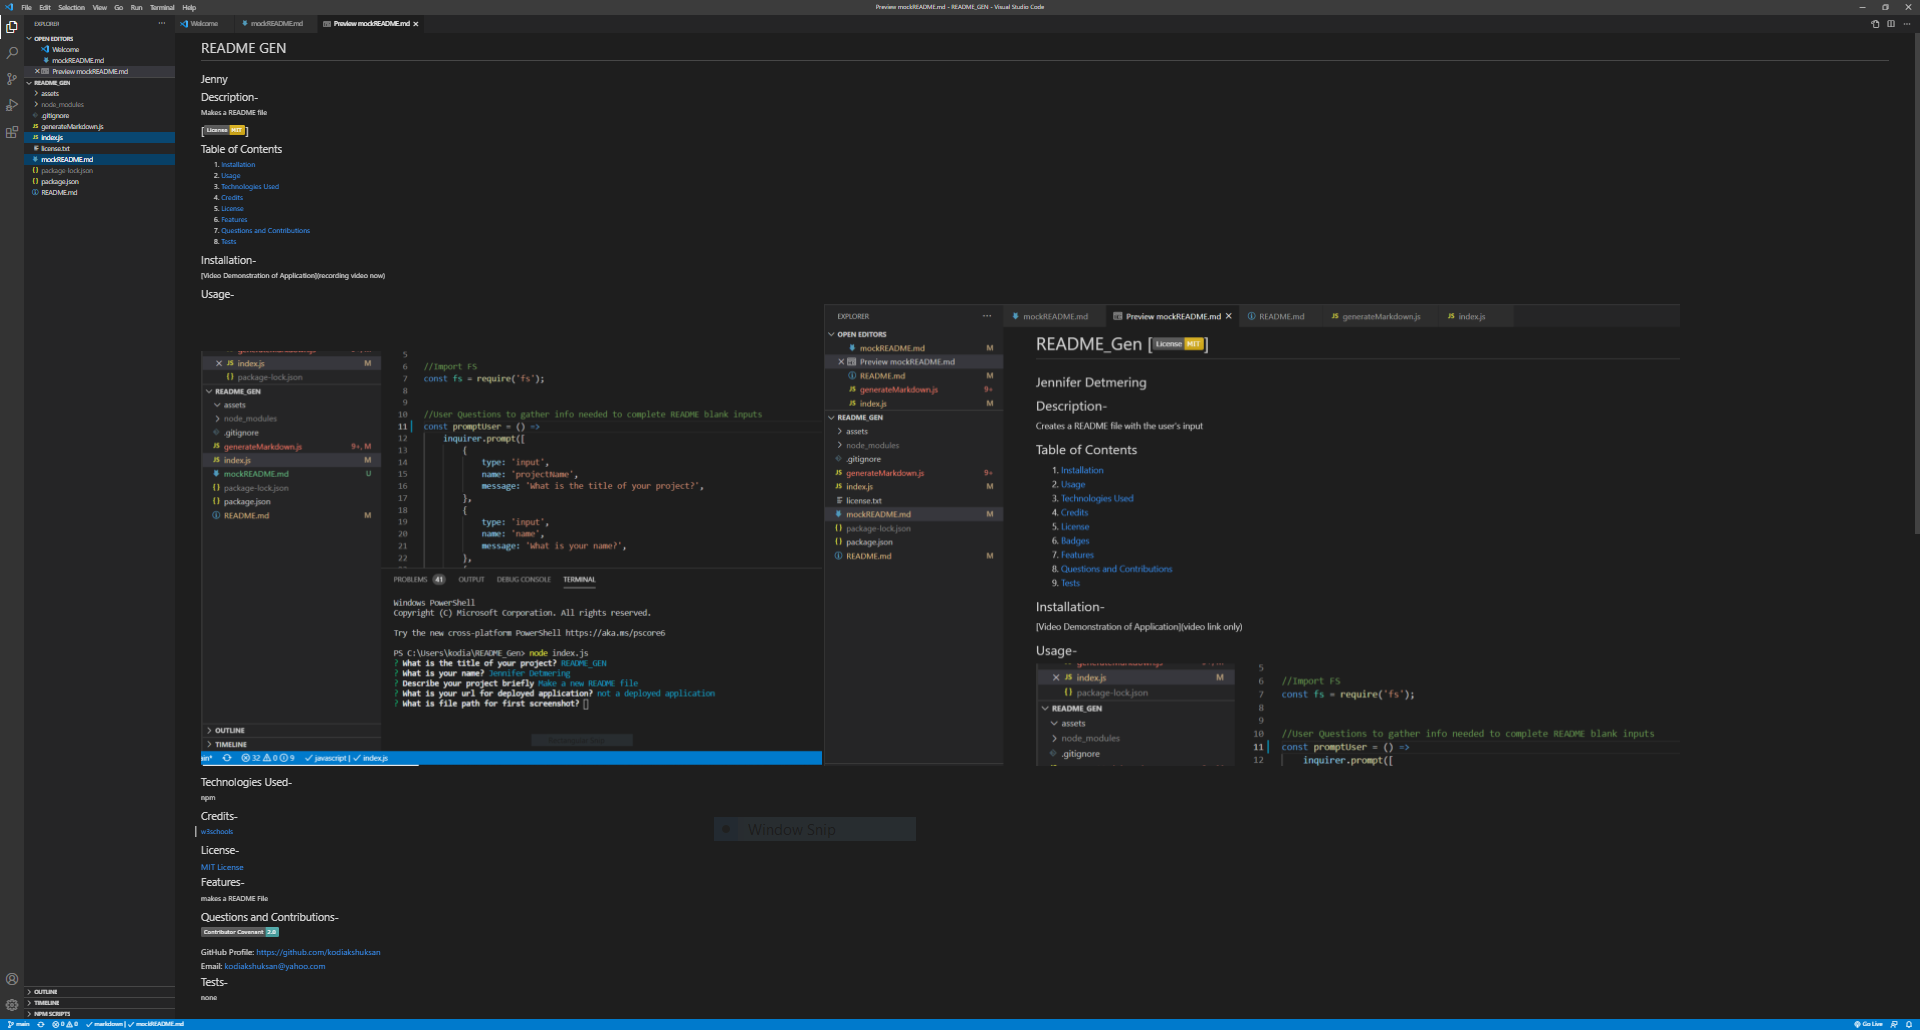 File Edit Selection View Go Run Terminal Help
Preview mockREADME.md - README_GEN - Visual Studio Code
EXPLORER
OPEN EDITORS
Welcome
mockREADME.md
Preview mockREADME.md
README_GEN
assets
node_modules
.gitignore
generateMarkdown.js
index.js
license.txt
mockREADME.md
package-lock.json
package.json
README.md
OUTLINE
TIMELINE
NPM SCRIPTS
Welcome mockREADME.md Preview mockREADME.md
README GEN
Jenny
Description-
Makes a README file
[License MIT]
Table of Contents
1. Installation
2. Usage
3. Technologies Used
4. Credits
5. License
6. Features
7. Questions and Contributions
8. Tests
Installation-
[Video Demonstration of Application](recording video now)
Usage-
index.js M
package-lock.json
README_GEN
assets
node_modules
.gitignore
generateMarkdown.js 9+, M
index.js M
mockREADME.md U
package-lock.json
package.json
README.md M
OUTLINE
TIMELINE
5
6 //Import FS
7 const fs = require('fs');
8
9
10 //User Questions to gather info needed to complete README blank inputs
11 const promptUser = () =>
12 inquirer.prompt([
13 {
14 type: 'input',
15 name: 'projectName',
16 message: 'What is the title of your project?',
17 },
18 {
19 type: 'input',
20 name: 'name',
21 message: 'What is your name?',
22 },
PROBLEMS 41 OUTPUT DEBUG CONSOLE TERMINAL
Windows PowerShell
Copyright (C) Microsoft Corporation. All rights reserved.
Try the new cross-platform PowerShell https://aka.ms/pscore6
PS C:\Users\kodia\README_Gen> node index.js
? What is the title of your project? README_GEN
? What is your name? Jennifer Detmering
? Describe your project briefly Make a new README file
? What is your url for deployed application? not a deployed application
? What is file path for first screenshot?
32 0 9 javascript | index.js
EXPLORER
OPEN EDITORS
mockREADME.md M
Preview mockREADME.md
README.md M
generateMarkdown.js 9+
index.js M
README_GEN
assets
node_modules
.gitignore
generateMarkdown.js 9+
index.js M
license.txt
mockREADME.md M
package-lock.json
package.json
README.md M
mockREADME.md Preview mockREADME.md README.md generateMarkdown.js index.js
README_Gen [License MIT]
Jennifer Detmering
Description-
Creates a README file with the user's input
Table of Contents
1. Installation
2. Usage
3. Technologies Used
4. Credits
5. License
6. Badges
7. Features
8. Questions and Contributions
9. Tests
Installation-
[Video Demonstration of Application](video link only)
Usage-
index.js M
package-lock.json
README_GEN
assets
node_modules
.gitignore
5
6 //Import FS
7 const fs = require('fs');
8
9
10 //User Questions to gather info needed to complete README blank inputs
11 const promptUser = () =>
12 inquirer.prompt([
Technologies Used-
npm
Credits-
w3schools
Window Snip
License-
MIT License
Features-
makes a README File
Questions and Contributions-
Contributor Covenant 2.0
GitHub Profile: https://github.com/kodiakshuksan
Email: kodiakshuksan@yahoo.com
Tests-
none
main 0 0 markdown | mockREADME.md Go Live